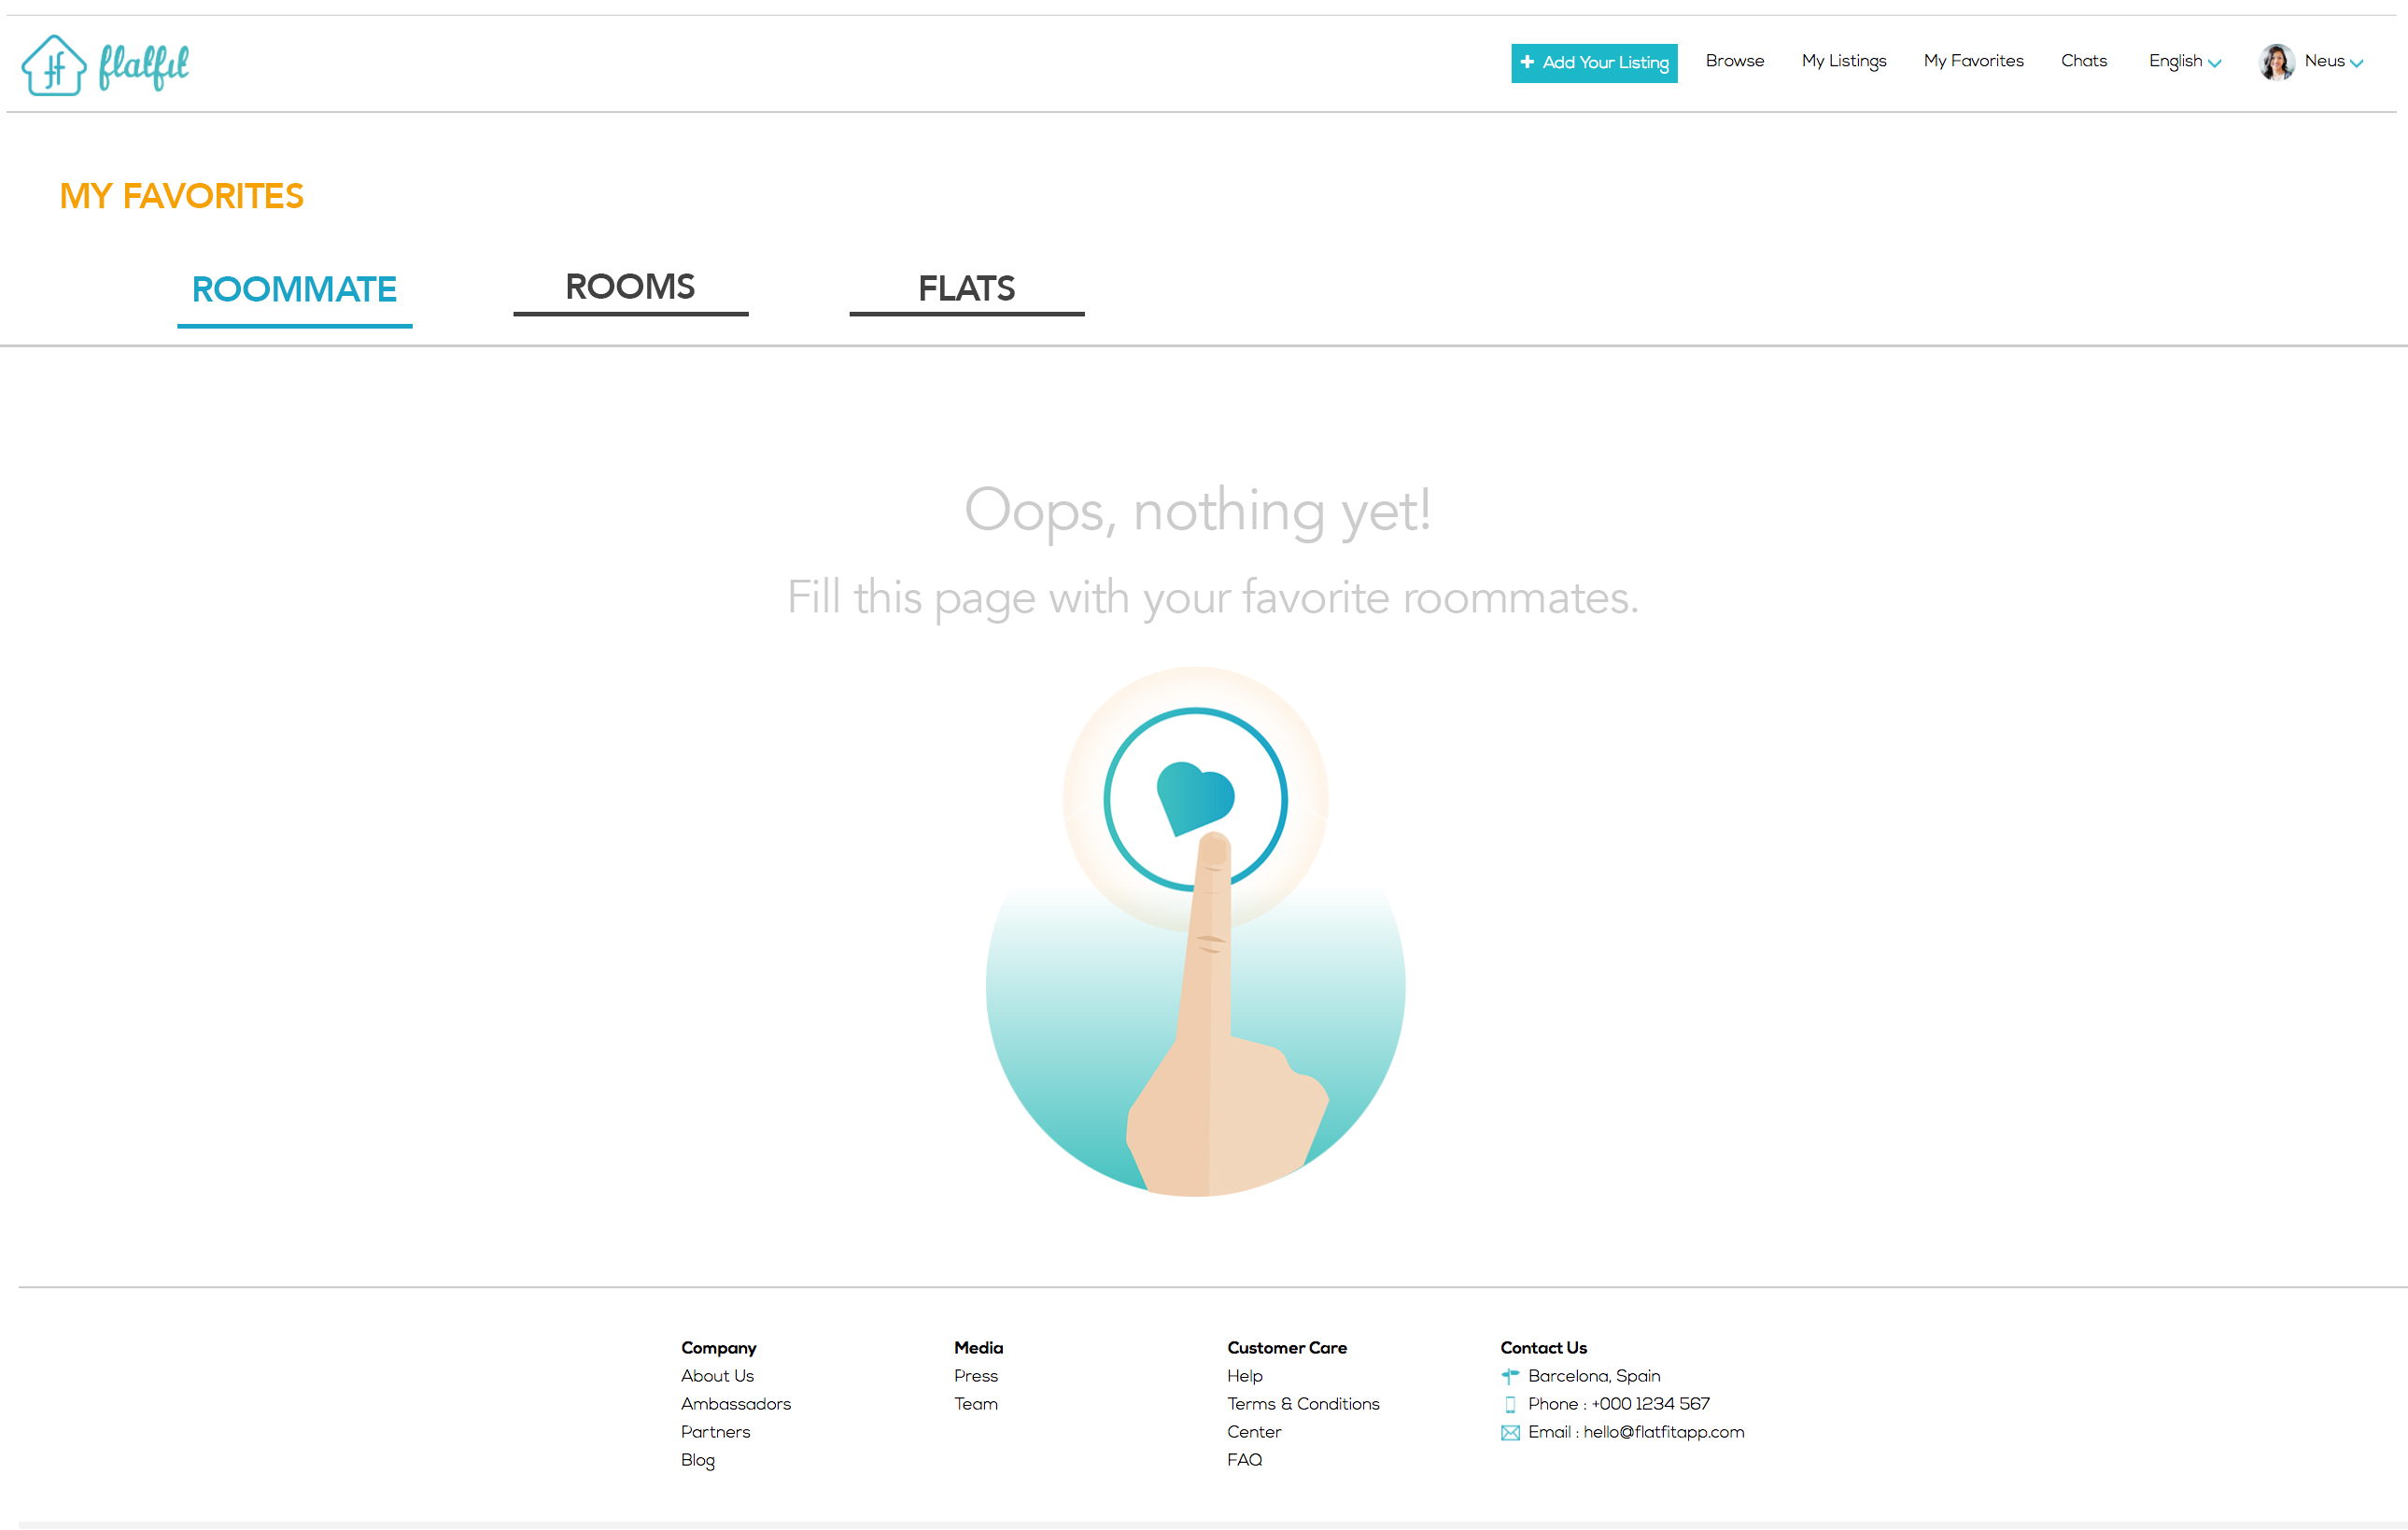 flatfit
+ Add Your Listing Browse My Listings My Favorites Chats English Neus
MY FAVORITES
ROOMMATE ROOMS FLATS
Oops, nothing yet!
Fill this page with your favorite roommates.
Company
About Us
Ambassadors
Partners
Blog
Media
Press
Team
Customer Care
Help
Terms & Conditions
Center
FAQ
Contact Us
Barcelona, Spain
Phone : +000 1234 567
Email : hello@flatfitapp.com